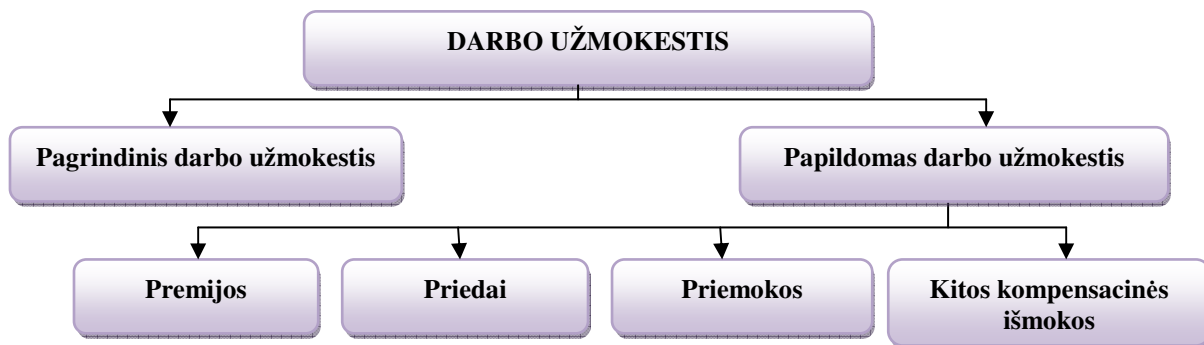 DARBO UŽMOKESTIS
Pagrindinis darbo užmokestis
Papildomas darbo užmokestis
Premijos
Priedai
Priemokos
Kitos kompensacinės
išmokos